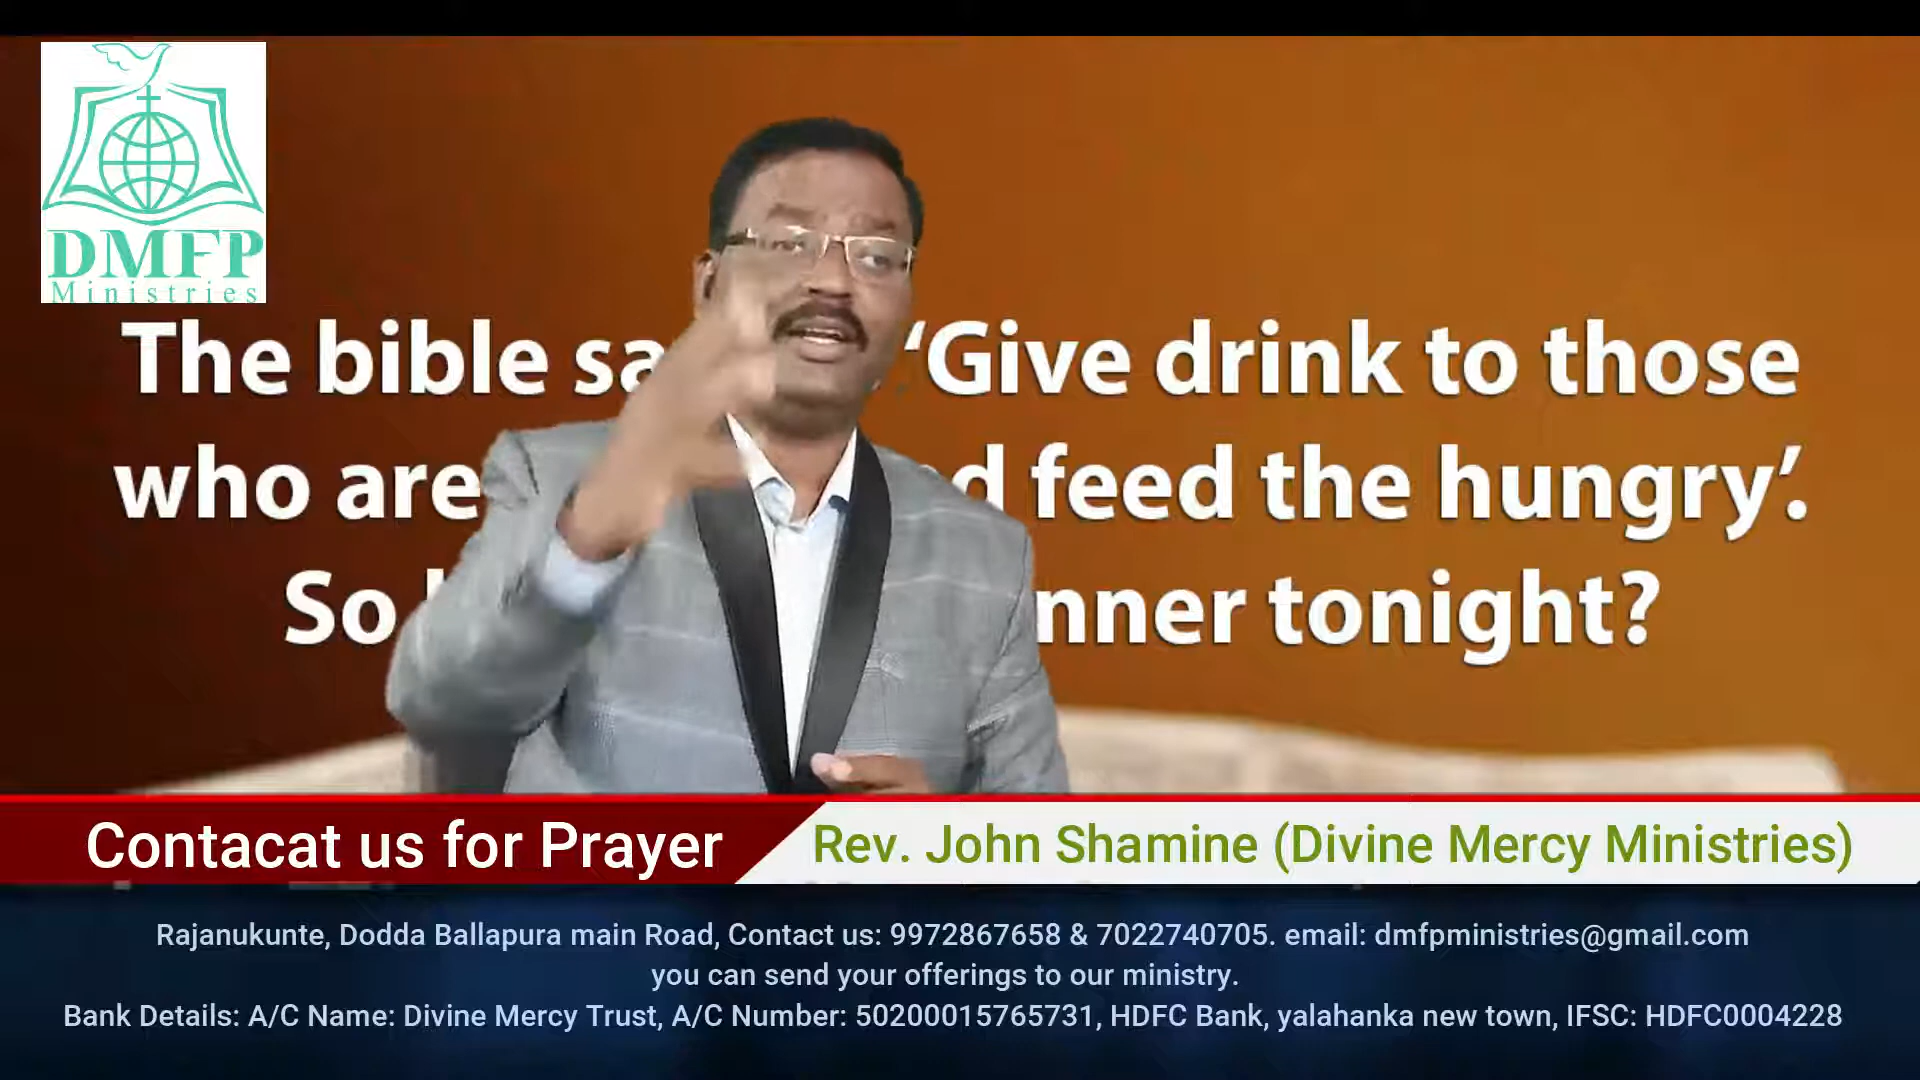 DMFP
Ministries
The bible ‘Give drink to those
who are feed the hungry’.
So tonight?
Contacat us for Prayer
Rev. John Shamine (Divine Mercy Ministries)
Rajanukunte, Dodda Ballapura main Road, Contact us: 9972867658 & 7022740705. email: dmfpministries@gmail.com
you can send your offerings to our ministry.
Bank Details: A/C Name: Divine Mercy Trust, A/C Number: 50200015765731, HDFC Bank, yalahanka new town, IFSC: HDFC0004228